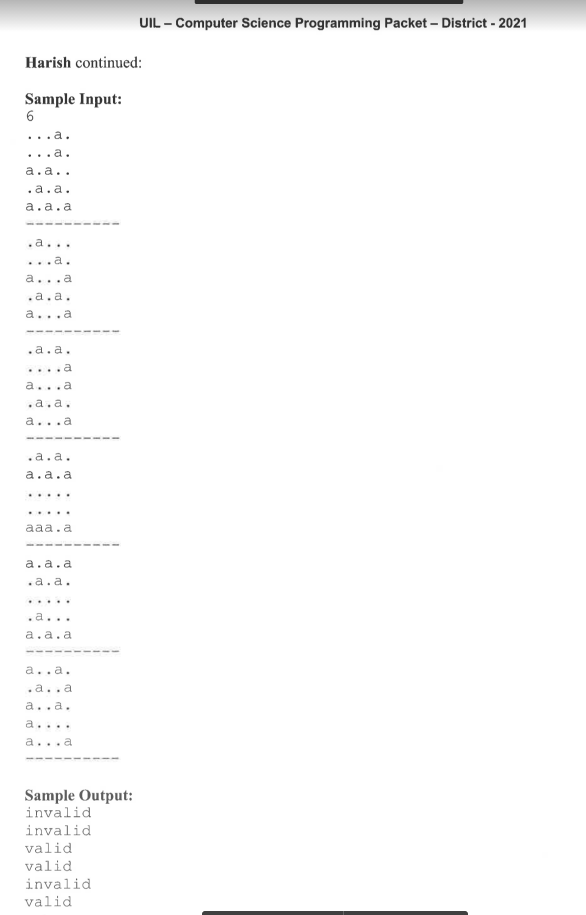 UIL – Computer Science Programming Packet – District - 2021
Harish continued:
Sample Input:
6
...a.
...a.
a.a..
.a.a.
a.a.a
----------
.a...
...a.
a...a
.a.a.
a...a
----------
.a.a.
....a
a...a
.a.a.
a...a
----------
.a.a.
a.a.a
.....
.....
aaa.a
----------
a.a.a
.a.a.
.....
.a...
a.a.a
----------
a..a.
.a..a
a..a.
a....
a...a
----------
Sample Output:
invalid
invalid
valid
valid
invalid
valid